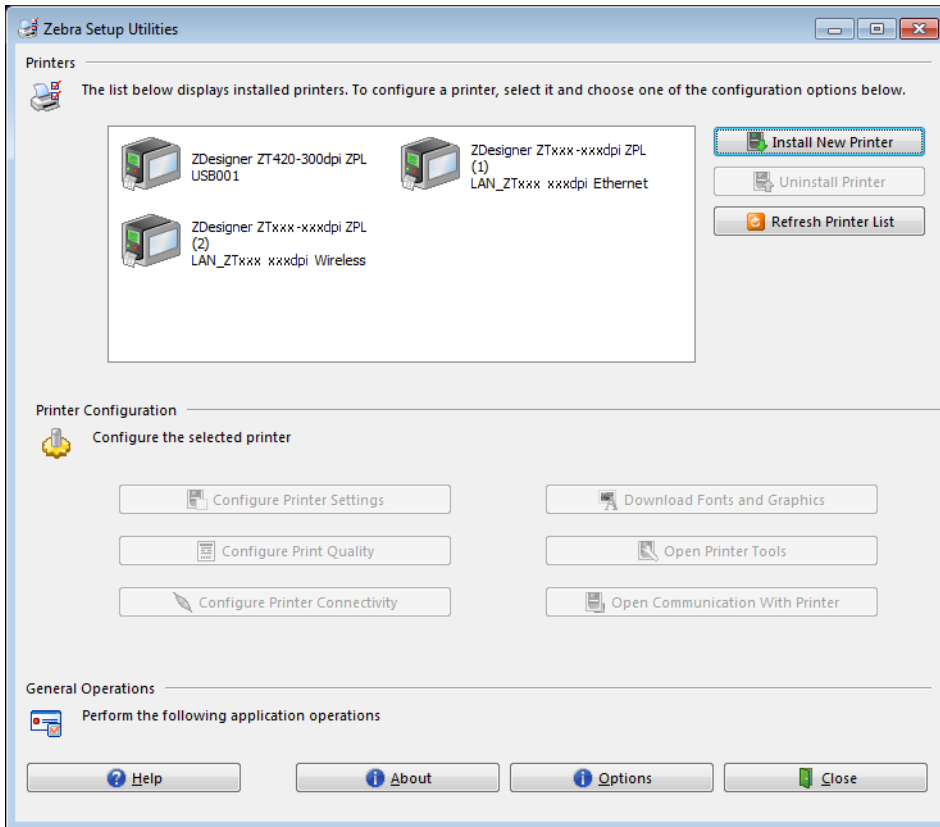 Zebra Setup Utilities
Printers
The list below displays installed printers. To configure a printer, select it and choose one of the configuration options below.
ZDesigner ZT420-300dpi ZPL
USB001
ZDesigner ZTxxx-xxxdpi ZPL
(1)
LAN_ZTxxx xxxdpi Ethernet
ZDesigner ZTxxx-xxxdpi ZPL
(2)
LAN_ZTxxx xxxdpi Wireless
Install New Printer
Uninstall Printer
Refresh Printer List
Printer Configuration
Configure the selected printer
Configure Printer Settings
Download Fonts and Graphics
Configure Print Quality
Open Printer Tools
Configure Printer Connectivity
Open Communication With Printer
General Operations
Perform the following application operations
Help
About
Options
Close